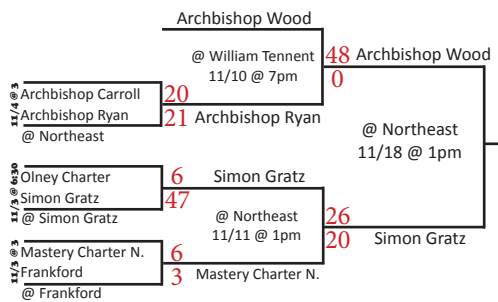 Archbishop Wood
@ William Tennent
11/10 @ 7pm
48
Archbishop Wood
0
11/4 @ 3
Archbishop Carroll
20
Archbishop Ryan
21
Archbishop Ryan
@ Northeast
@ Northeast
11/18 @ 1pm
11/3 @ 6:30
Olney Charter
6
Simon Gratz
Simon Gratz
47
@ Simon Gratz
@ Northeast
11/11 @ 1pm
26
20
Simon Gratz
11/3 @ 3
Mastery Charter N.
6
Frankford
3
Mastery Charter N.
@ Frankford